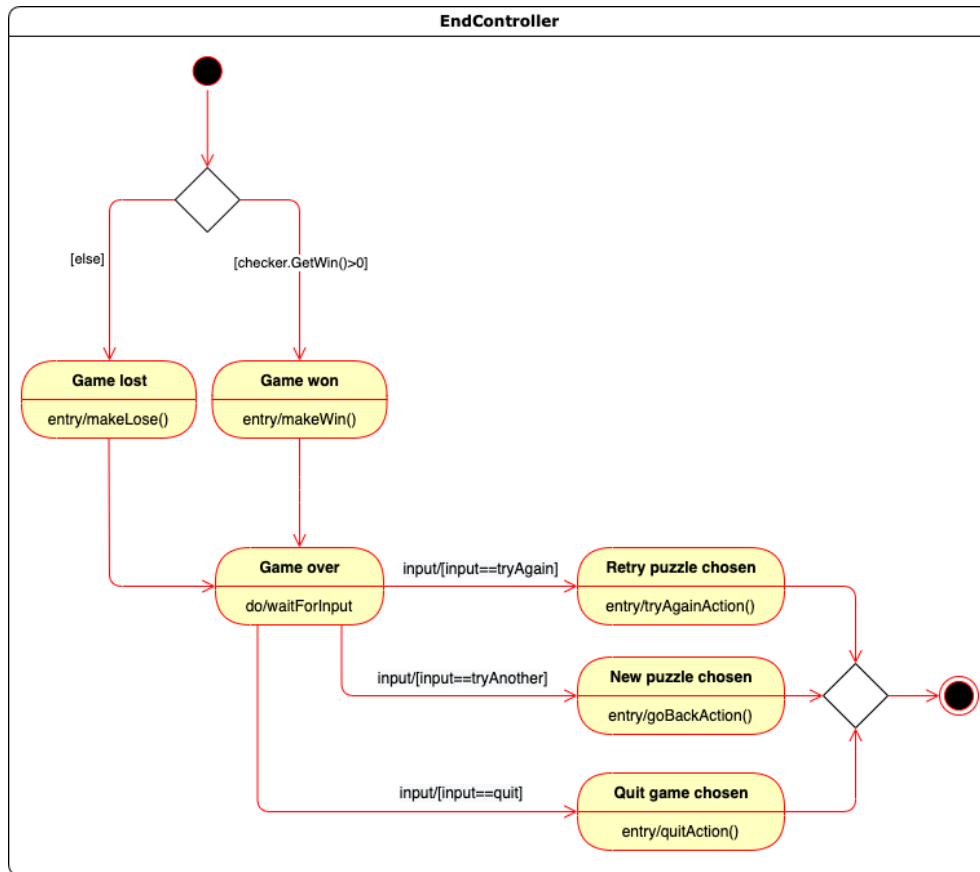 EndController
[else]
[checker.GetWin()>0]
Game lost
entry/makeLose()
Game won
entry/makeWin()
Game over
do/waitForInput
input/[input==tryAgain]
Retry puzzle chosen
entry/tryAgainAction()
input/[input==tryAnother]
New puzzle chosen
entry/goBackAction()
input/[input==quit]
Quit game chosen
entry/quitAction()